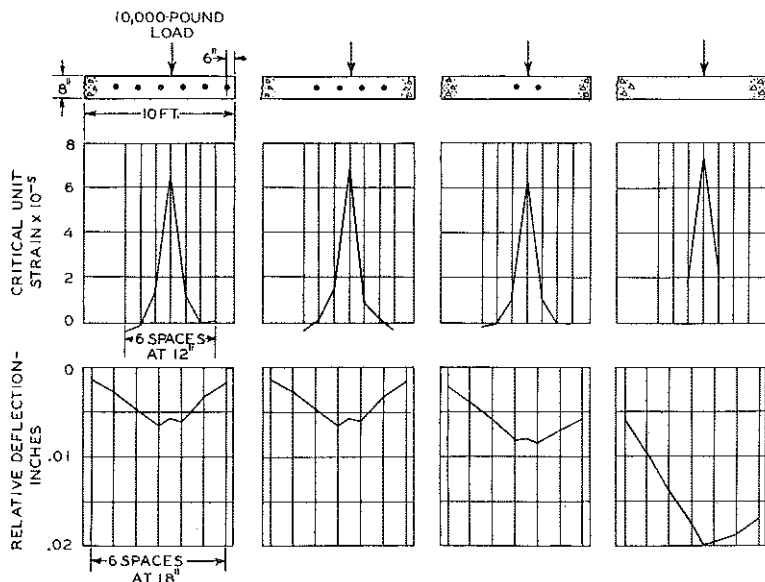 10,000-POUND
LOAD
6"
8"
10 FT.
CRITICAL UNIT
STRAIN x 10⁻⁵
8
6
4
2
0
6 SPACES
AT 12"
RELATIVE DEFLECTION-
INCHES
0
.01
.02
6 SPACES
AT 18"